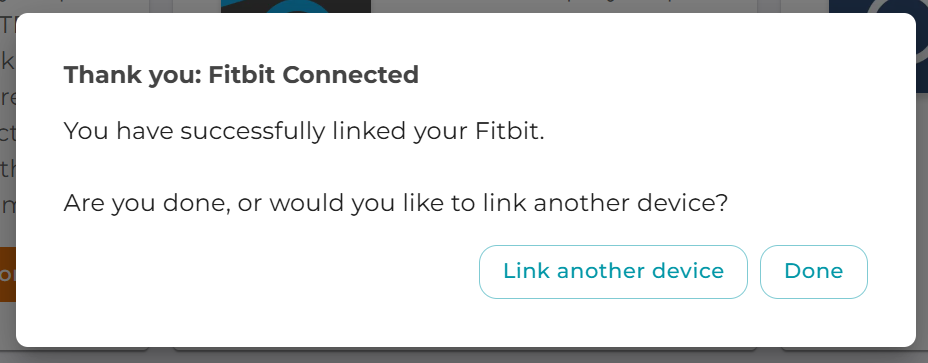 Thank you: Fitbit Connected
You have successfully linked your Fitbit.
Are you done, or would you like to link another device?
Link another device
Done